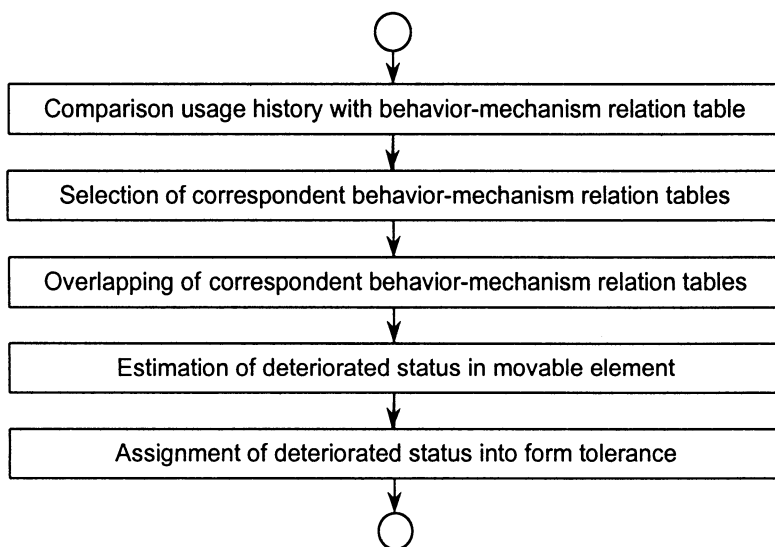 Comparison usage history with behavior-mechanism relation table
Selection of correspondent behavior-mechanism relation tables
Overlapping of correspondent behavior-mechanism relation tables
Estimation of deteriorated status in movable element
Assignment of deteriorated status into form tolerance